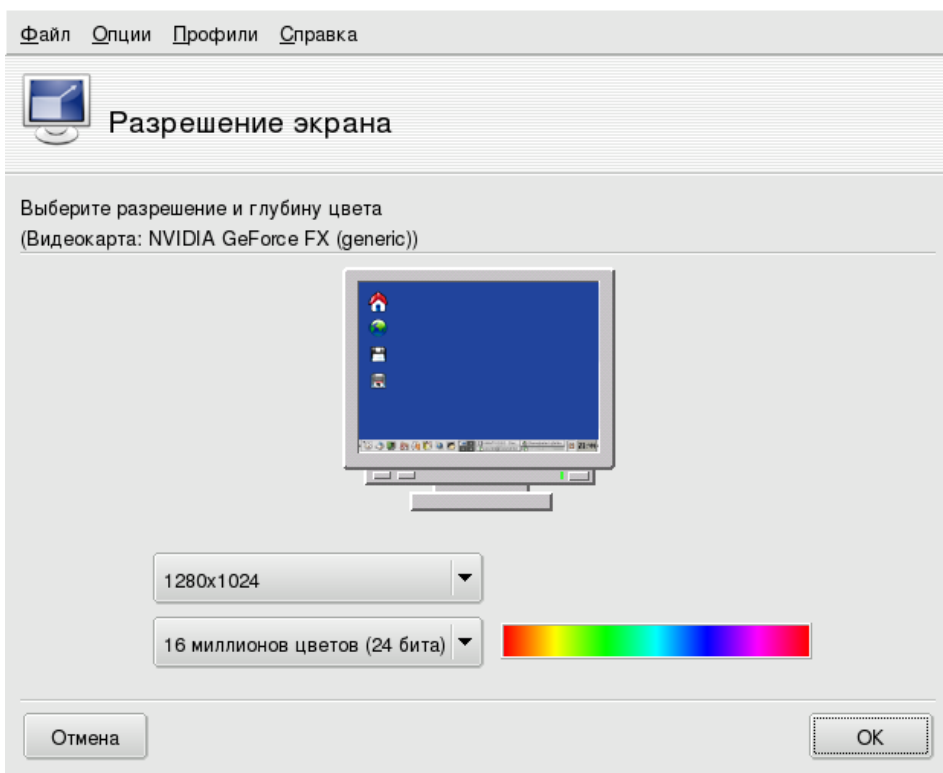 Файл Опции Профили Справка
Разрешение экрана
Выберите разрешение и глубину цвета
(Видеокарта: NVIDIA GeForce FX (generic))
1280x1024
16 миллионов цветов (24 бита)
Отмена OK